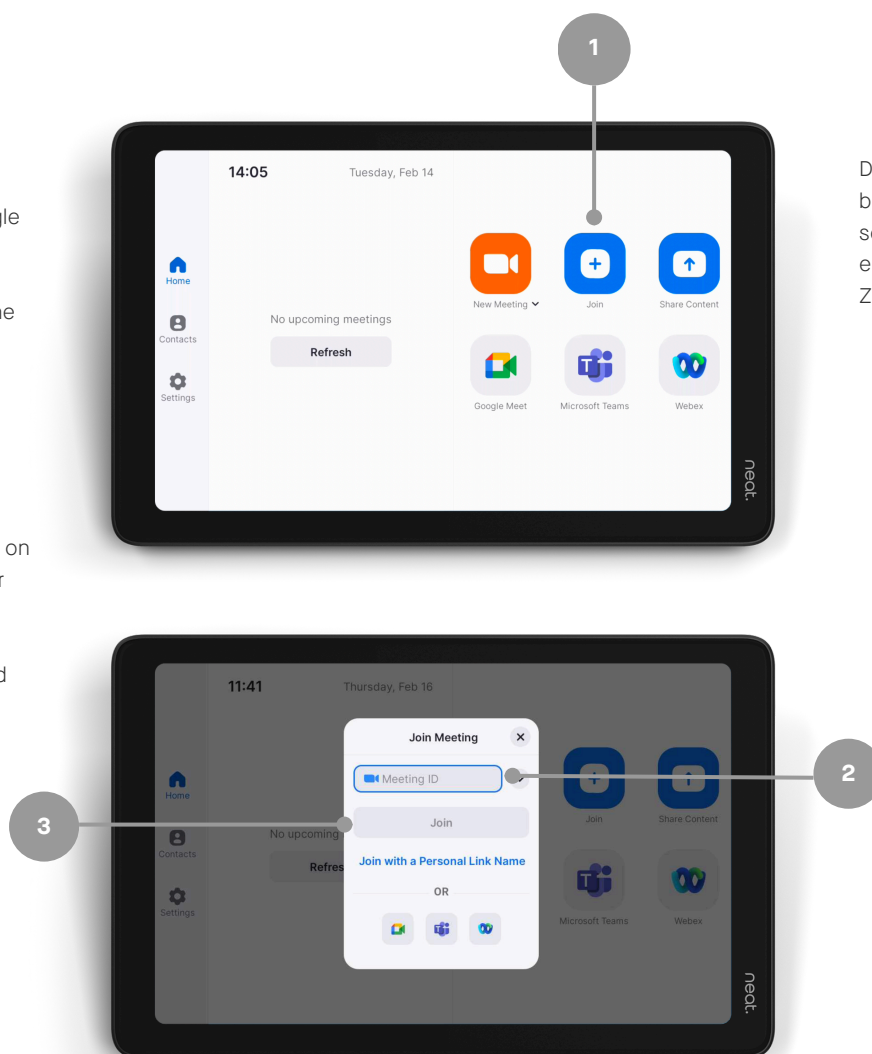 1
14:05
Tuesday, Feb 14
Home
Contacts
Settings
No upcoming meetings
Refresh
New Meeting
Join
Share Content
Google Meet
Microsoft Teams
Webex
neat.
on
11:41
Thursday, Feb 16
Home
Contacts
Settings
No upcoming
Refres
Join Meeting
Meeting ID
Join
Join with a Personal Link Name
OR
Join
Share Content
Microsoft Teams
Webex
neat.
2
3